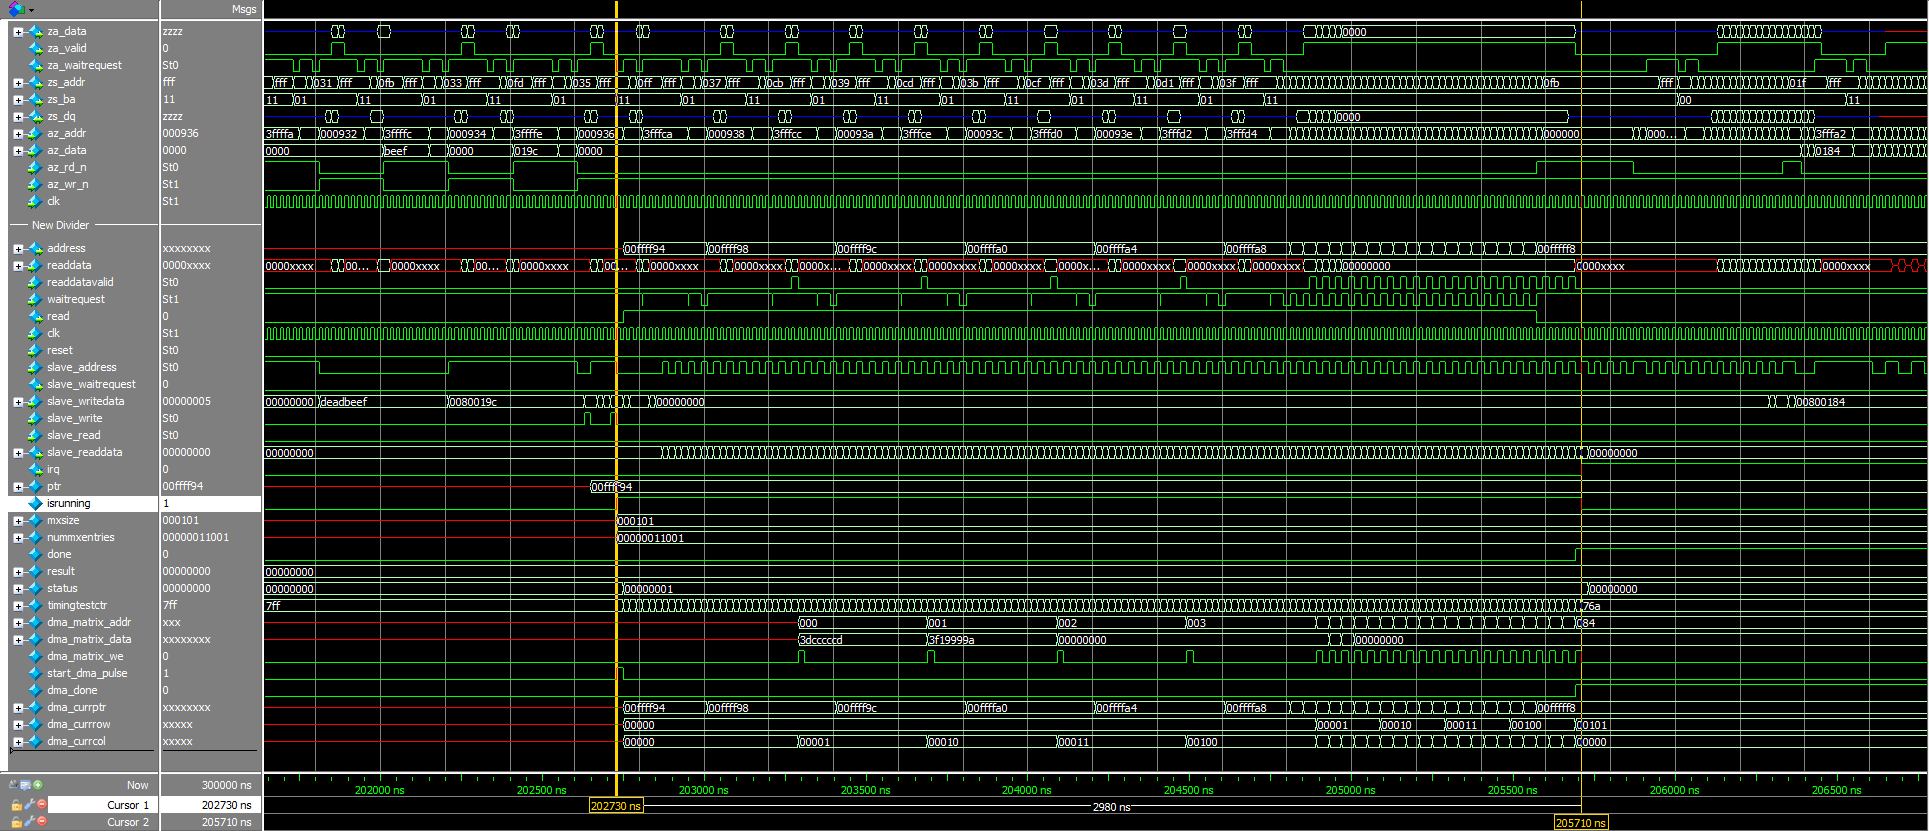 Msgs
za_data zzzz 0000
za_valid 0
za_waitrequest St0
zs_addr fff fff 031 fff 0fb fff 033 fff 0fd fff 035 fff 0ff fff 037 fff 0cb fff 039 fff 0cd fff 03b fff 0cf fff 03d fff 0d1 fff 03f fff 0fb fff 01f fff
zs_ba 11 11 01 11 01 11 01 11 01 11 01 11 01 11 01 11 01 11 00 11
zs_dq zzzz 0000
az_addr 000936 3ffffa 000932 3ffffc 000934 3ffffe 000936 3fffca 000938 3fffcc 00093a 3fffce 00093c 3fffd0 00093e 3fffd2 3fffd4 000000 000... 3fffa2
az_data 0000 0000 beef 0000 019c 0000 0184
az_rd_n St0
az_wr_n St1
clk St1
New Divider
address xxxxxxxx 00ffff94 00ffff98 00ffff9c 00ffffa0 00ffffa4 00ffffa8 00fffff8
readdata 0000xxxx 0000xxxx 00... 0000xxxx 00... 0000xxxx 00... 0000xxxx 0000xxxx 0000x... 0000xxxx 0000xxxx 0000xxxx 0000x... 0000xxxx 0000xxxx 0000xxxx 00000000 0000xxxx 0000xxxx
readdatavalid St0
waitrequest St1
read 0
clk St1
reset St0
slave_address St0
slave_waitrequest 0
slave_writedata 00000005 00000000 deadbeef 0080019c 00000000 00800184
slave_write St0
slave_read St0
slave_readdata 00000000 00000000 00000000
irq 0
ptr 00ffff94 00ffff94
isrunning 1
mxsize 000101 000101
nummxentries 00000011001 00000011001
done 0
result 00000000 00000000
status 00000000 00000000 00000001 00000000
timingtestctr 7ff 7ff 76a
dma_matrix_addr xxx 000 001 002 003 084
dma_matrix_data xxxxxxxx 3dcccccd 3f19999a 00000000 00000000
dma_matrix_we 0
start_dma_pulse 1
dma_done 0
dma_currptr xxxxxxxx 00ffff94 00ffff98 00ffff9c 00ffffa0 00ffffa4 00ffffa8 00fffff8
dma_currrow xxxxx 00000 00001 00010 00011 00100 00101
dma_currcol xxxxx 00000 00001 00010 00011 00100 00000
Now 300000 ns 202000 ns 202500 ns 203000 ns 203500 ns 204000 ns 204500 ns 205000 ns 205500 ns 206000 ns 206500 ns
Cursor 1 202730 ns 202730 ns 2980 ns
Cursor 2 205710 ns 205710 ns